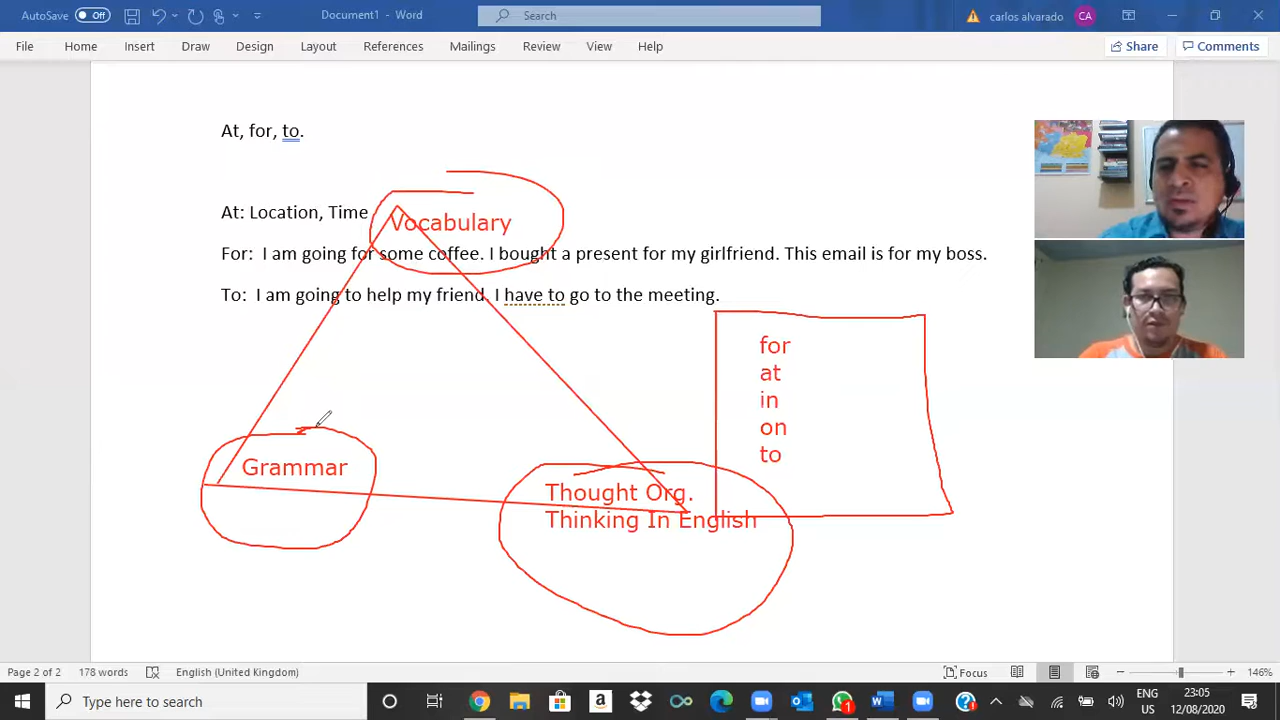 AutoSave Off Document1 - Word Search carlos alvarado CA
File Home Insert Draw Design Layout References Mailings Review View Help Share Comments
At, for, to.
At: Location, Time
Vocabulary
For: I am going for some coffee. I bought a present for my girlfriend. This email is for my boss.
To: I am going to help my friend. I have to go to the meeting.
for
at
in
on
to
Grammar
Thought Org.
Thinking In English
Page 2 of 2 178 words English (United Kingdom) Focus 146%
Type here to search 1 ENG 23:05
US 12/08/2020